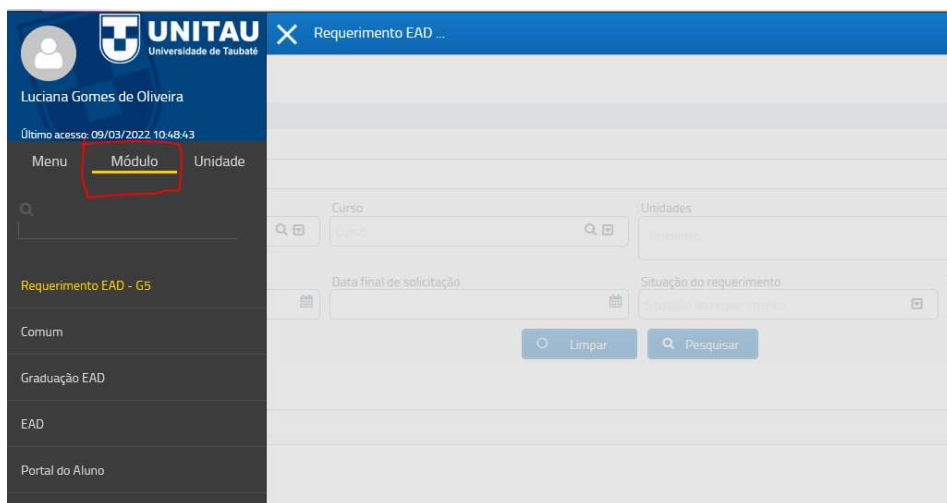 UNITAU
Universidade de Taubaté
Requerimento EAD ...
Luciana Gomes de Oliveira
Último acesso: 09/03/2022 10:48:43
Menu Módulo Unidade
Requerimento EAD - G5
Comum
Graduação EAD
EAD
Portal do Aluno
Curso Unidades
Curso Unidades
Data final de solicitação Situação do requerimento
Situação do requerimento
Limpar Pesquisar